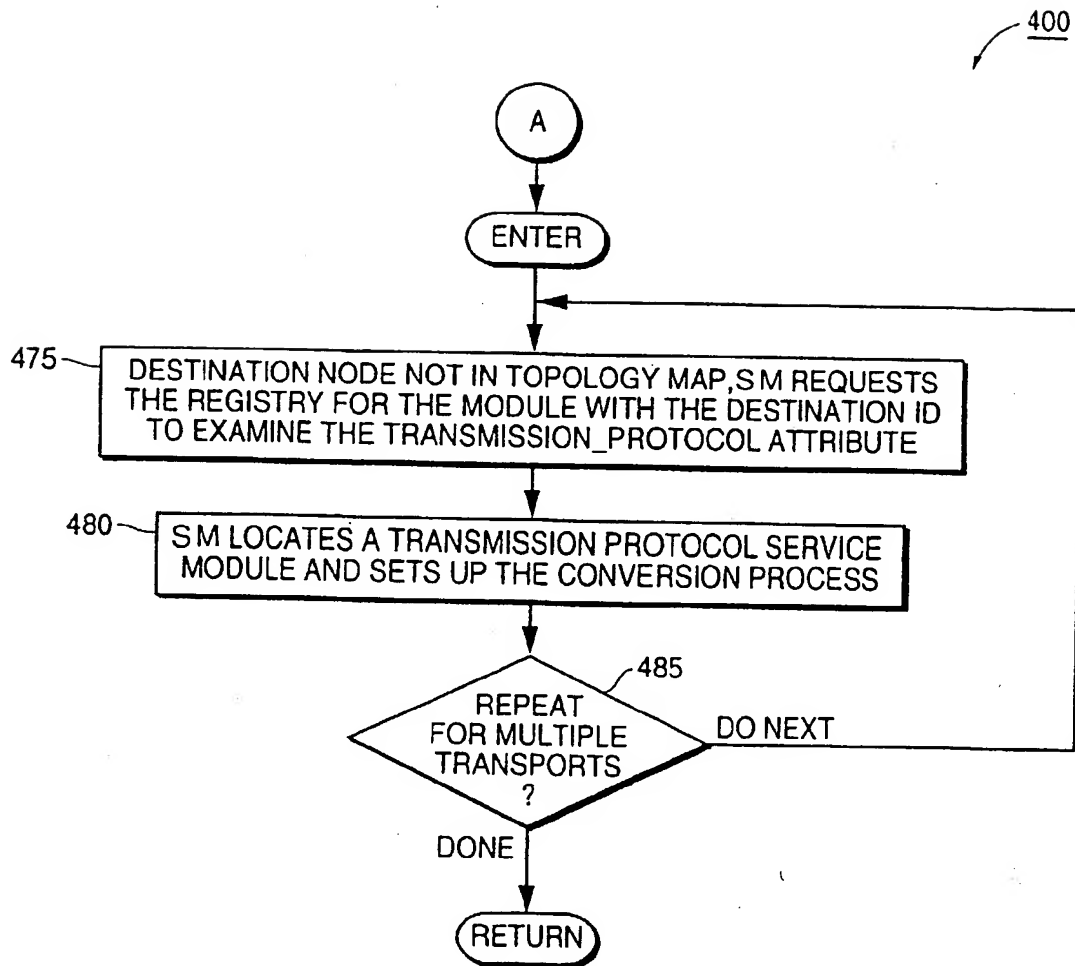 400
A
ENTER
475
DESTINATION NODE NOT IN TOPOLOGY MAP,SM REQUESTS
THE REGISTRY FOR THE MODULE WITH THE DESTINATION ID
TO EXAMINE THE TRANSMISSION_PROTOCOL ATTRIBUTE
480
SM LOCATES A TRANSMISSION PROTOCOL SERVICE
MODULE AND SETS UP THE CONVERSION PROCESS
485
REPEAT
FOR MULTIPLE
TRANSPORTS
?
DO NEXT
DONE
RETURN